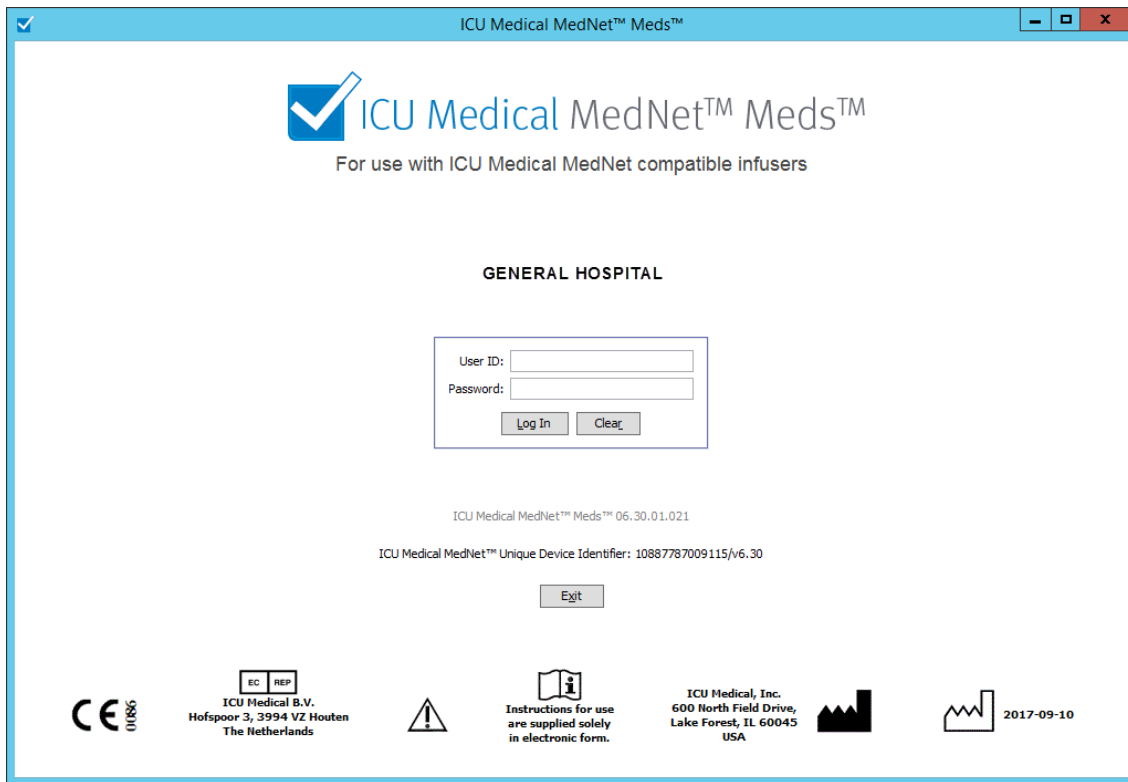 ICU Medical MedNet™ Meds™
X
ICU Medical MedNet™ Meds™
For use with ICU Medical MedNet compatible infusers
GENERAL HOSPITAL
User ID:
Password:
Log In Clear
ICU Medical MedNet™ Meds™ 06.30.01.021
ICU Medical MedNet™ Unique Device Identifier: 10887787009115/v6.30
Exit
CE 0086
EC REP
ICU Medical B.V.
Hofspoor 3, 3994 VZ Houten
The Netherlands
i
Instructions for use
are supplied solely
in electronic form.
ICU Medical, Inc.
600 North Field Drive,
Lake Forest, IL 60045
USA
2017-09-10